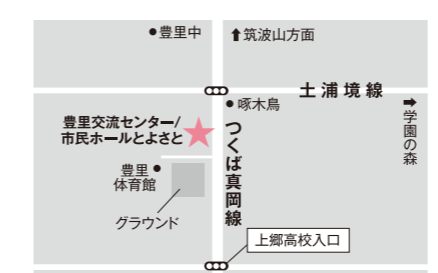 豊里中
⬆筑波山方面
土浦境線
啄木鳥
➡学園の森
豊里交流センター/
市民ホールとよさと
つくば真岡線
豊里
体育館
グラウンド
上郷高校入口